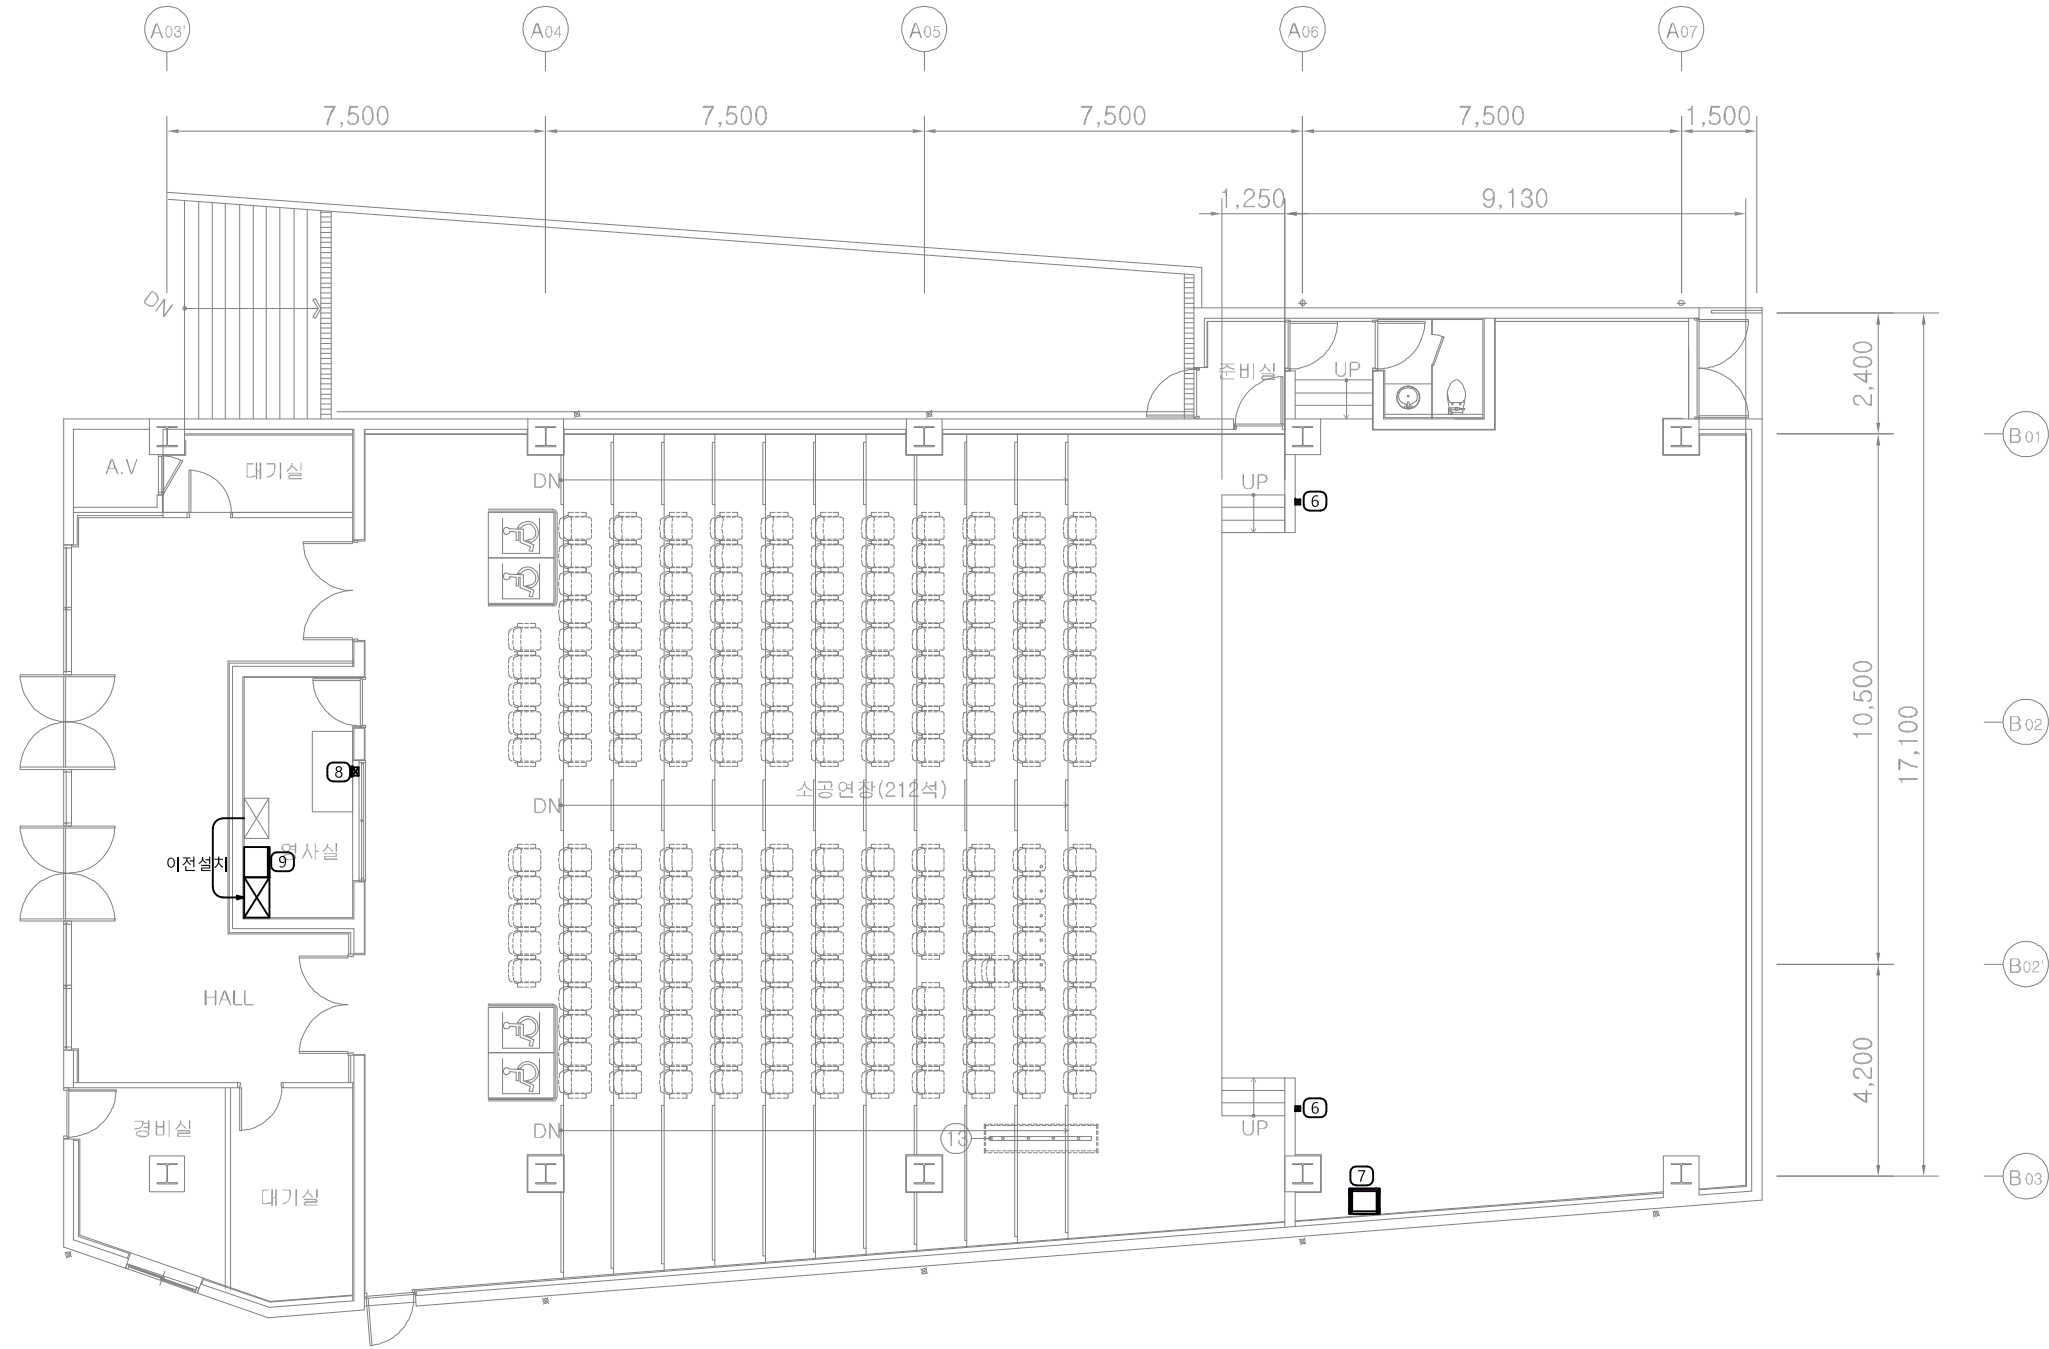 A03' A04 A05 A06 A07
7,500 7,500 7,500 7,500 1,500
1,250 9,130
DN
준비실 UP
2,400
B01
A.V 대기실
DN UP
6
10,500
17,100
B02
8
소공연장(212석)
DN
이전설치 영사실 9
B02'
HALL
4,200
6
경비실 DN 13 UP
7
B03
대기실